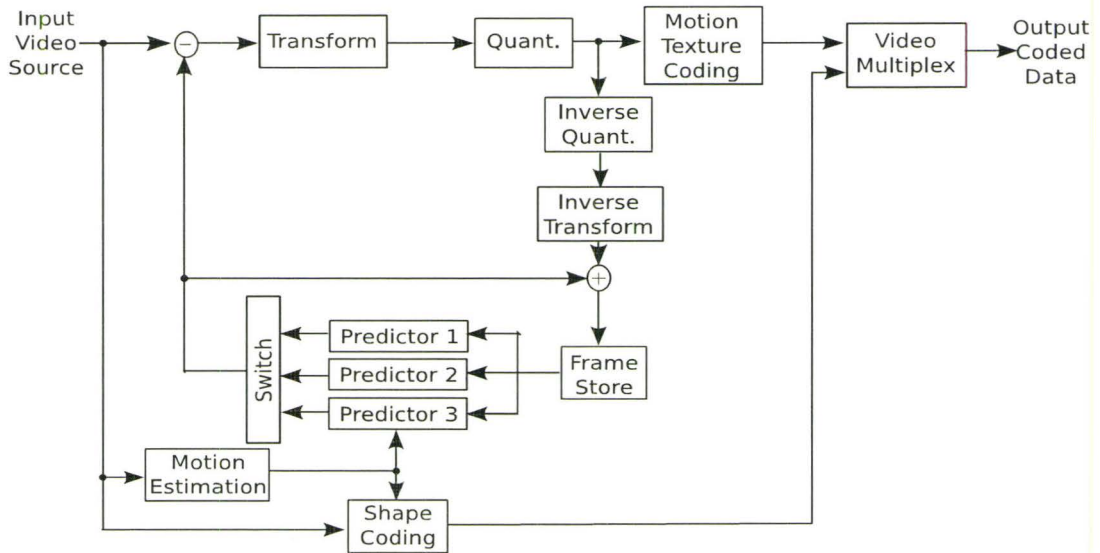 Input
Video
Source
−
Transform
Quant.
Motion
Texture
Coding
Video
Multiplex
Output
Coded
Data
Inverse
Quant.
Inverse
Transform
+
Switch
Predictor 1
Predictor 2
Predictor 3
Frame
Store
Motion
Estimation
Shape
Coding